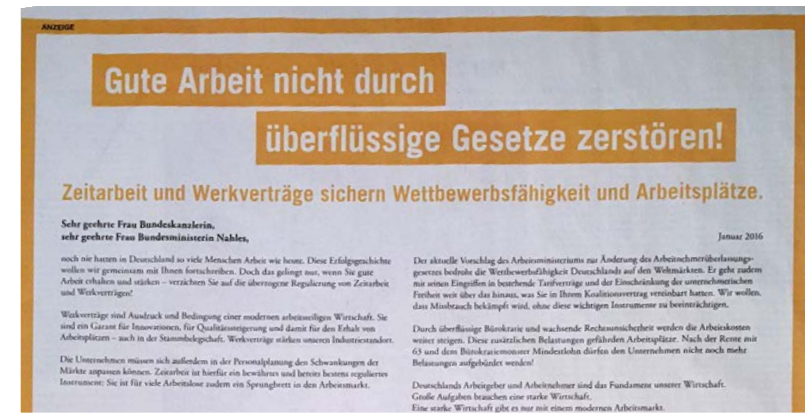 ANZEIGE
Gute Arbeit nicht durch
überflüssige Gesetze zerstören!
Zeitarbeit und Werkverträge sichern Wettbewerbsfähigkeit und Arbeitsplätze.
Sehr geehrte Frau Bundeskanzlerin,
sehr geehrte Frau Bundesministerin Nahles,
noch nie hatten in Deutschland so viele Menschen Arbeit wie heute. Diese Erfolgsgeschichte
wollen wir gemeinsam mit Ihnen fortschreiben. Doch das gelingt nur, wenn Sie gute
Arbeit erhalten und stärken – verzichten Sie auf die überzogene Regulierung von Zeitarbeit
und Werkverträgen!
Werkverträge sind Ausdruck und Bedingung einer modernen arbeitsteiligen Wirtschaft. Sie
sind ein Garant für Innovationen, für Qualitätssteigerung und damit für den Erhalt von
Arbeitsplätzen – auch in der Stammbelegschaft. Werkverträge stärken unseren Industriestandort.
Die Unternehmen müssen sich außerdem in der Personalplanung den Schwankungen der
Märkte anpassen können. Zeitarbeit ist hierfür ein bewährtes und bereits bestens reguliertes
Instrument: Sie ist für viele Arbeitslose zudem ein Sprungbrett in den Arbeitsmarkt.
Januar 2016
Der aktuelle Vorschlag des Arbeitsministeriums zur Änderung des Arbeitnehmerüberlassungs-
gesetzes bedroht die Wettbewerbsfähigkeit Deutschlands auf den Weltmärkten. Er geht zudem
mit seinen Eingriffen in bestehende Tarifverträge und der Einschränkung der unternehmerischen
Freiheit weit über das hinaus, was Sie in Ihrem Koalitionsvertrag vereinbart hatten. Wir wollen,
dass Missbrauch bekämpft wird, ohne diese wichtigen Instrumente zu beeinträchtigen.
Durch überflüssige Bürokratie und wachsende Rechtsunsicherheit werden die Arbeitskosten
weiter steigen. Diese zusätzlichen Belastungen gefährden Arbeitsplätze. Nach der Rente mit
63 und dem Bürokratiemonster Mindestlohn dürfen den Unternehmen nicht noch mehr
Belastungen aufgebürdet werden!
Deutschlands Arbeitgeber und Arbeitnehmer sind das Fundament unserer Wirtschaft.
Große Aufgaben brauchen eine starke Wirtschaft.
Eine starke Wirtschaft gibt es nur mit einem modernen Arbeitsmarkt.